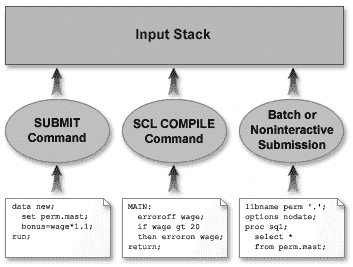 Input Stack
SUBMIT
Command
SCL COMPILE
Command
Batch or
Noninteractive
Submission
data new;
set perm.mast;
bonus=wage*1.1;
run;
MAIN:
erroroff wage;
if wage gt 20
then erroron wage;
return;
libname perm '.';
options nodate;
proc sql;
select *
from perm.mast;